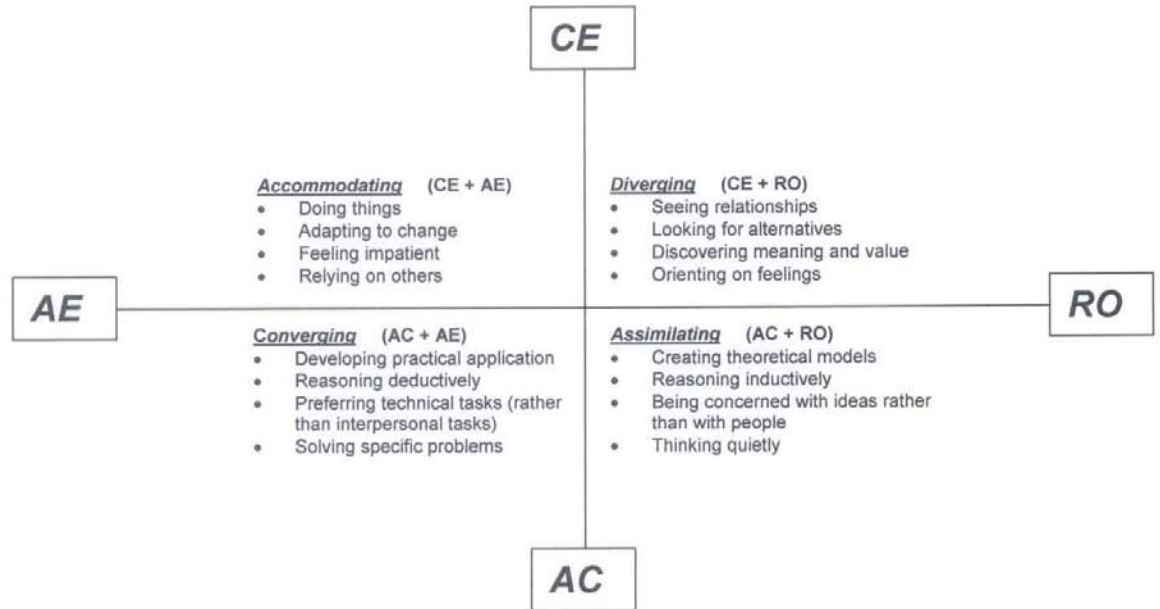 CE
Accommodating (CE + AE)
• Doing things
• Adapting to change
• Feeling impatient
• Relying on others
Diverging (CE + RO)
• Seeing relationships
• Looking for alternatives
• Discovering meaning and value
• Orienting on feelings
AE
RO
Converging (AC + AE)
• Developing practical application
• Reasoning deductively
• Preferring technical tasks (rather
than interpersonal tasks)
• Solving specific problems
Assimilating (AC + RO)
• Creating theoretical models
• Reasoning inductively
• Being concerned with ideas rather
than with people
• Thinking quietly
AC